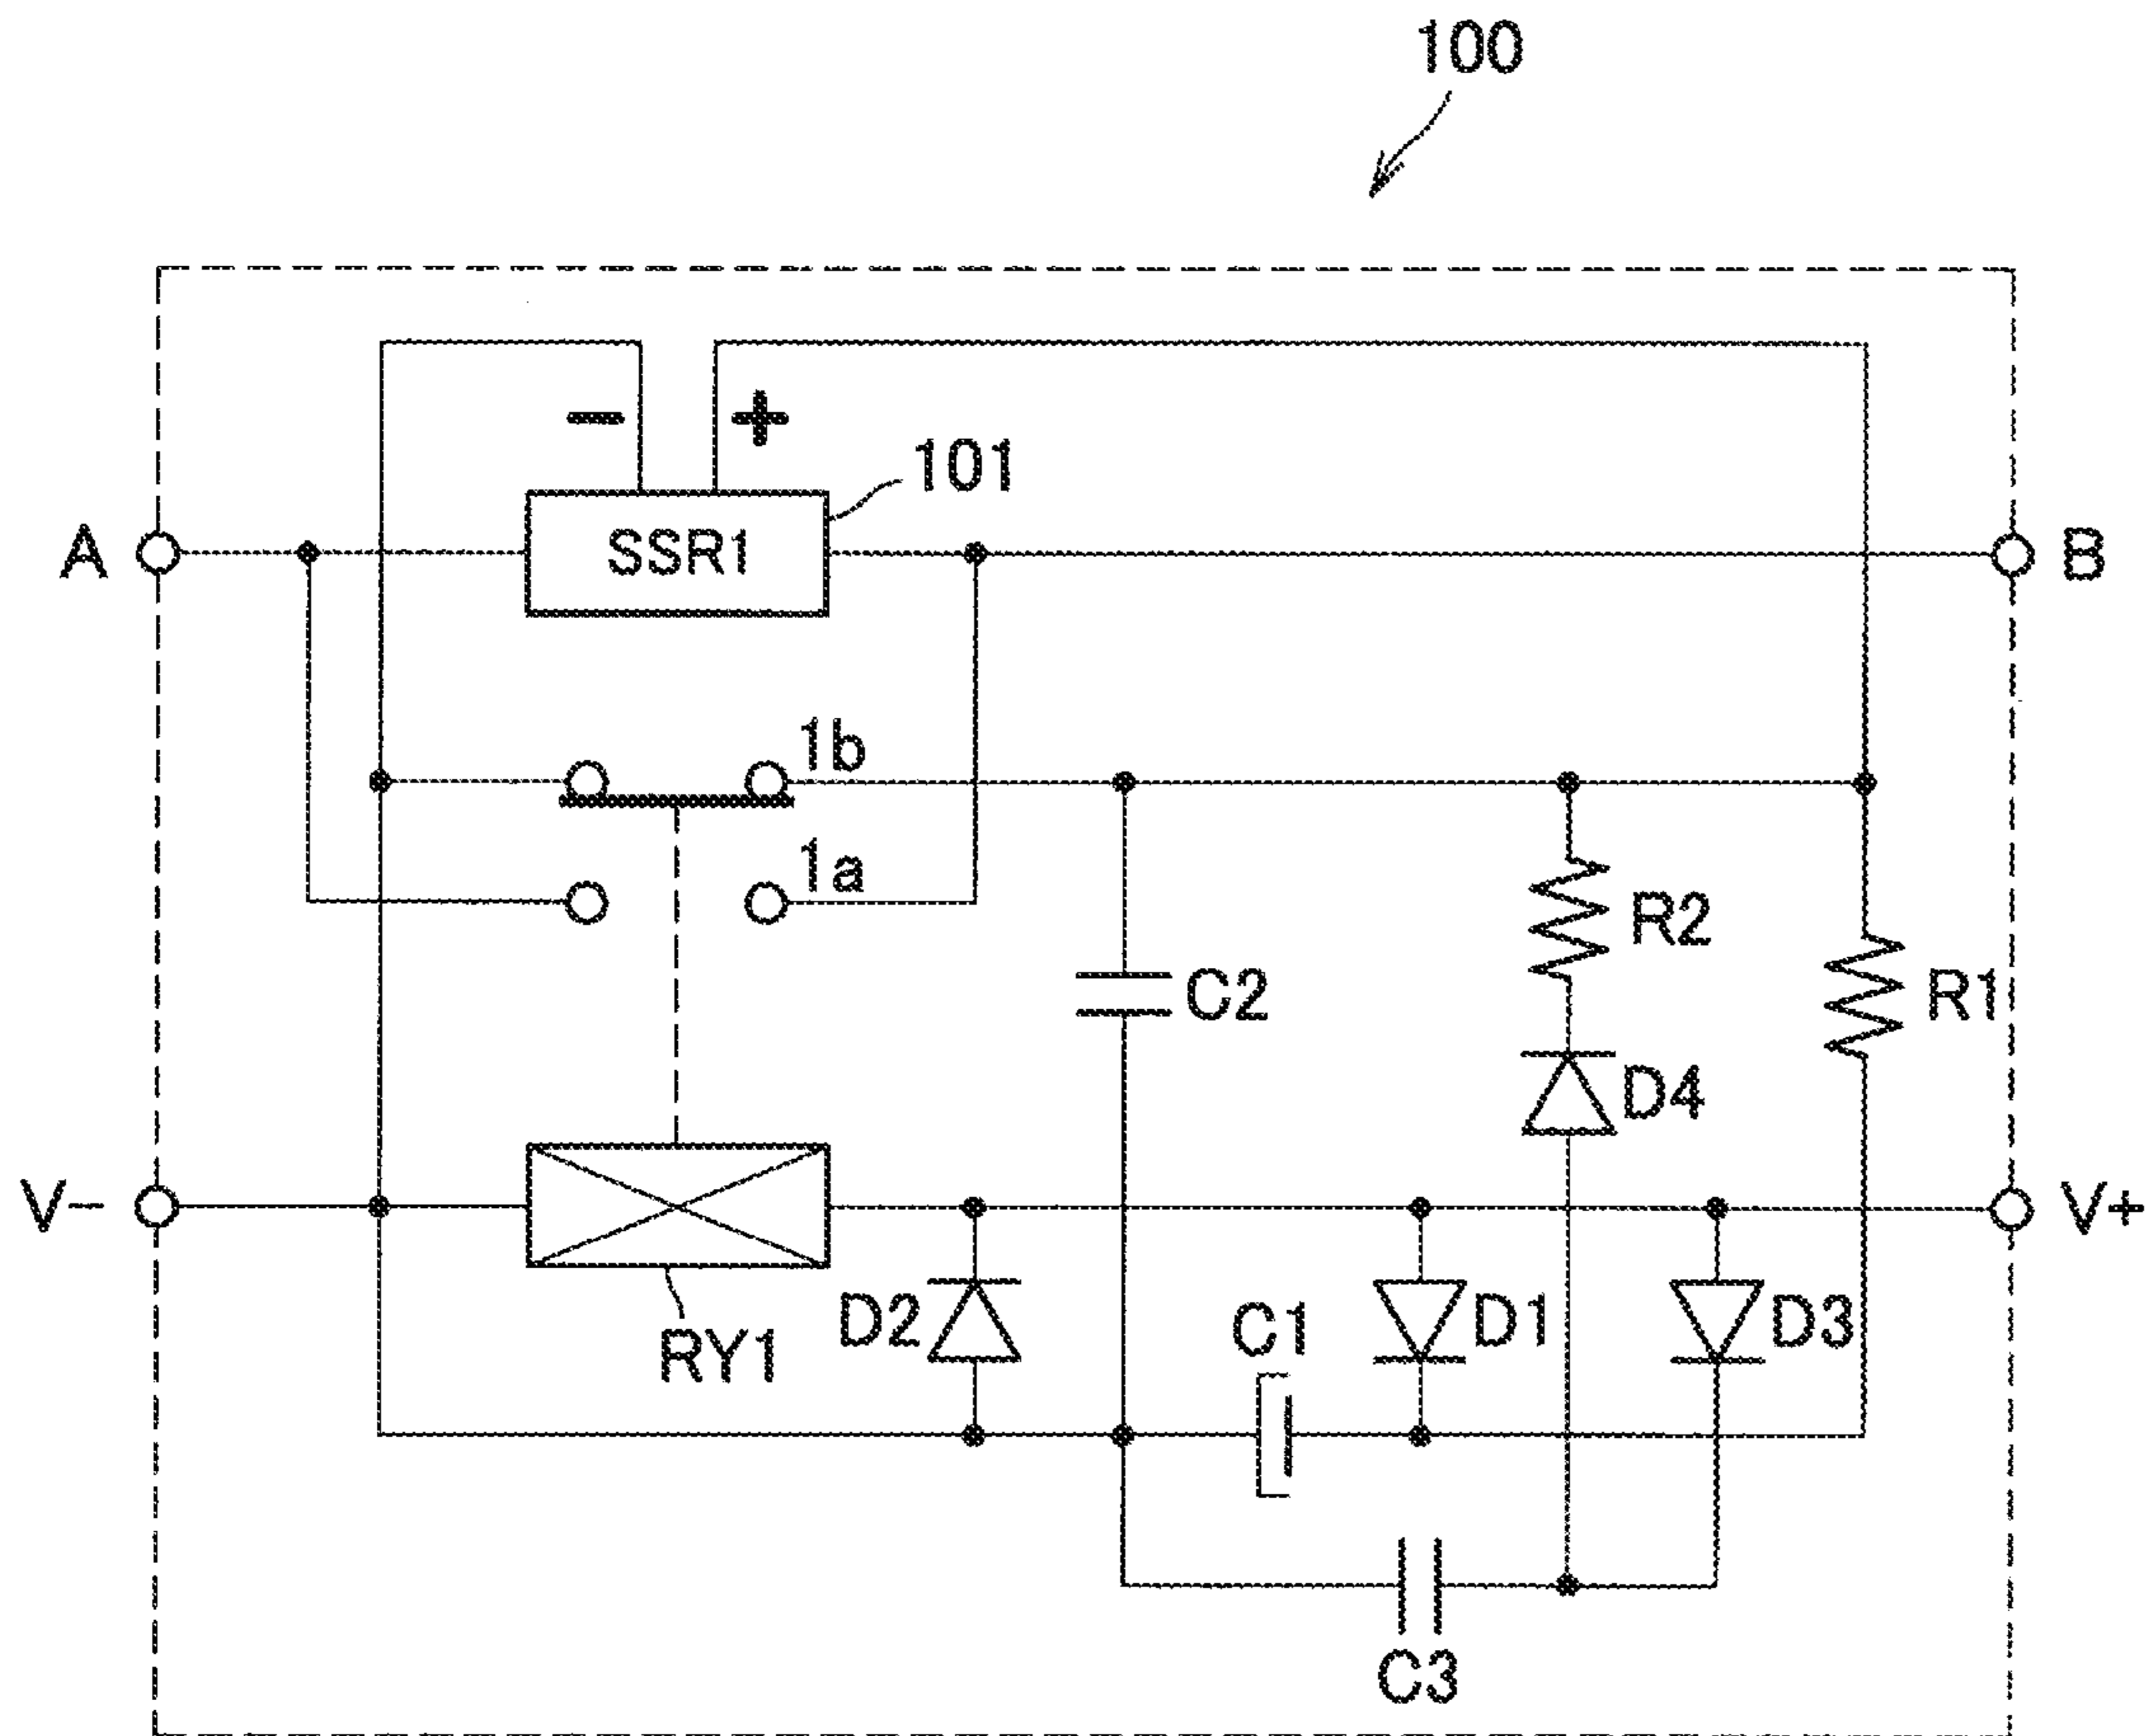 100
− +
101
A SSR1 B
1b
1a
R2
C2 R1
D4
V− V+
D2 C1 D1 D3
RY1
C3